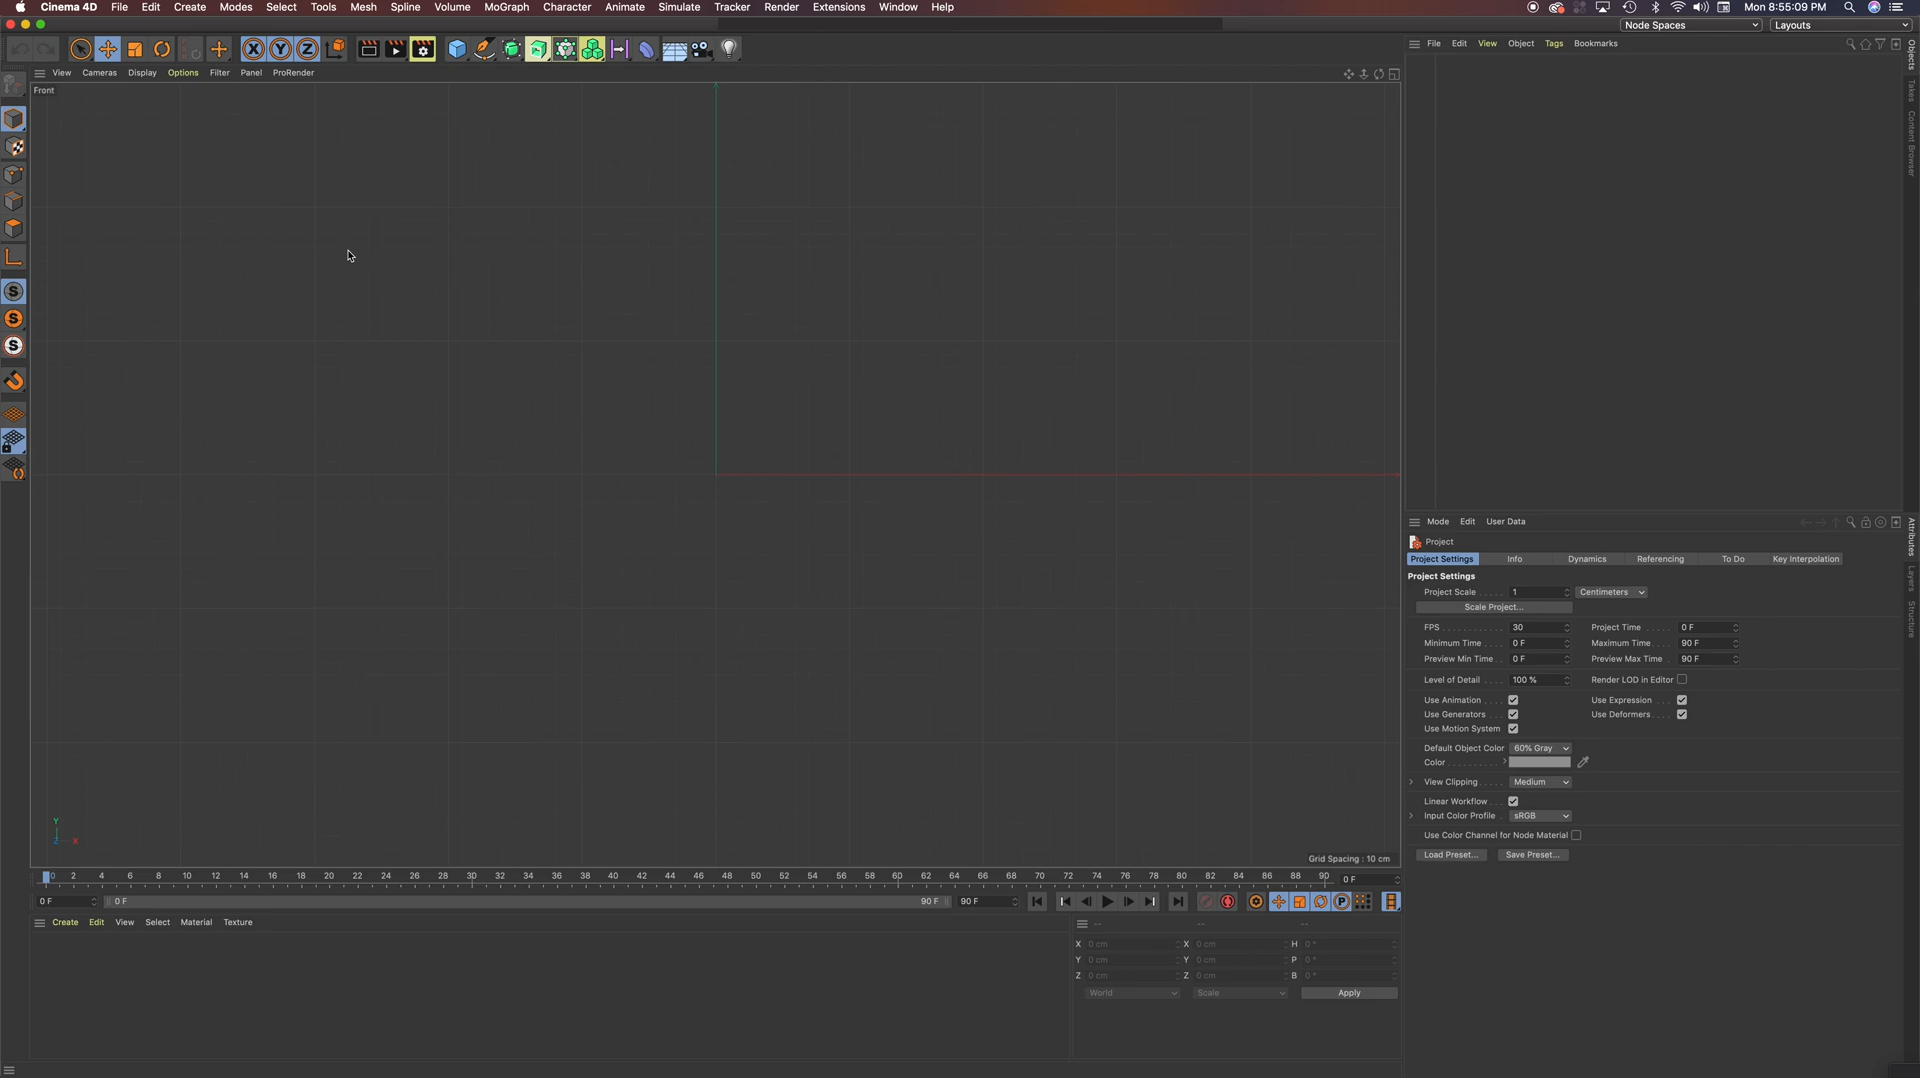 Cinema 4D File Edit Create Modes Select Tools Mesh Spline Volume MoGraph Character Animate Simulate Tracker Render Extensions Window Help Mon 8:55:09 PM
Node Spaces Layouts
X Y Z
File Edit View Object Tags Bookmarks
View Cameras Display Options Filter Panel ProRender
Front
Objects
Takes
Content Browser
S
S
S
Y
Z X
Grid Spacing : 10 cm
0 2 4 6 8 10 12 14 16 18 20 22 24 26 28 30 32 34 36 38 40 42 44 46 48 50 52 54 56 58 60 62 64 66 68 70 72 74 76 78 80 82 84 86 88 90 0 F
0 F 0 F 90 F 90 F P
Create Edit View Select Material Texture
-- -- --
X 0 cm X 0 cm H 0 °
Y 0 cm Y 0 cm P 0 °
Z 0 cm Z 0 cm B 0 °
World Scale Apply
Mode Edit User Data
Project
Project Settings Info Dynamics Referencing To Do Key Interpolation
Project Settings
Project Scale 1 Centimeters
Scale Project...
FPS 30 Project Time 0 F
Minimum Time 0 F Maximum Time 90 F
Preview Min Time 0 F Preview Max Time 90 F
Level of Detail 100 % Render LOD in Editor
Use Animation Use Expression
Use Generators Use Deformers
Use Motion System
Default Object Color 60% Gray
Color
View Clipping Medium
Linear Workflow
Input Color Profile sRGB
Use Color Channel for Node Material
Load Preset... Save Preset...
Attributes
Layers
Structure